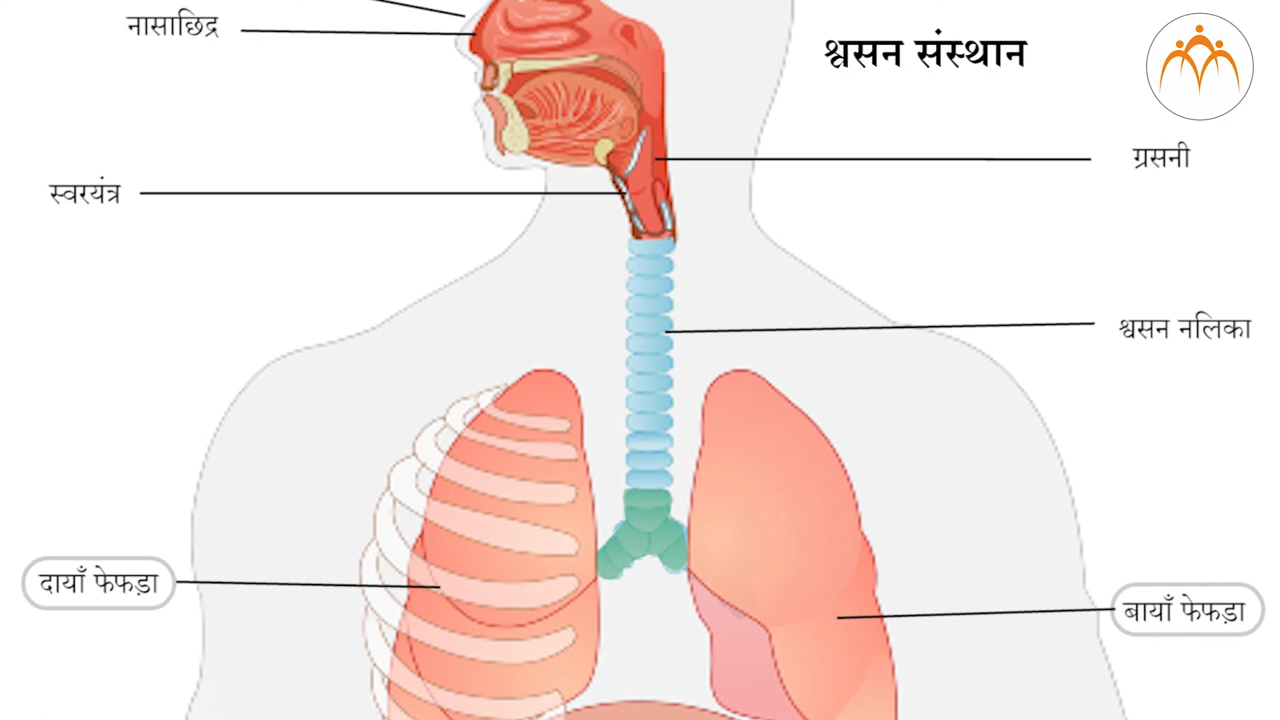 नासाछिद्र
श्वसन संस्थान
ग्रसनी
स्वरयंत्र
श्वसन नलिका
दायाँ फेफड़ा
बायाँ फेफड़ा